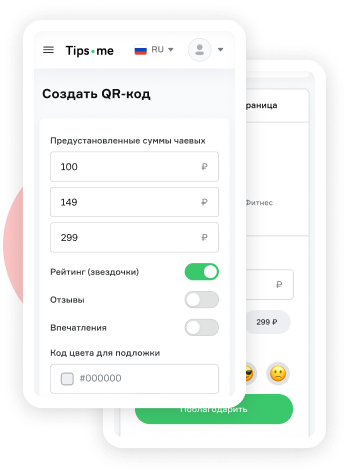 Tips•me
RU
Создать QR-код
Предустановленные суммы чаевых
100 ₽
149 ₽
299 ₽
Рейтинг (звездочки)
Отзывы
Впечатления
Код цвета для подложки
#000000
Фитнес
₽
299 ₽
Поблагодарить